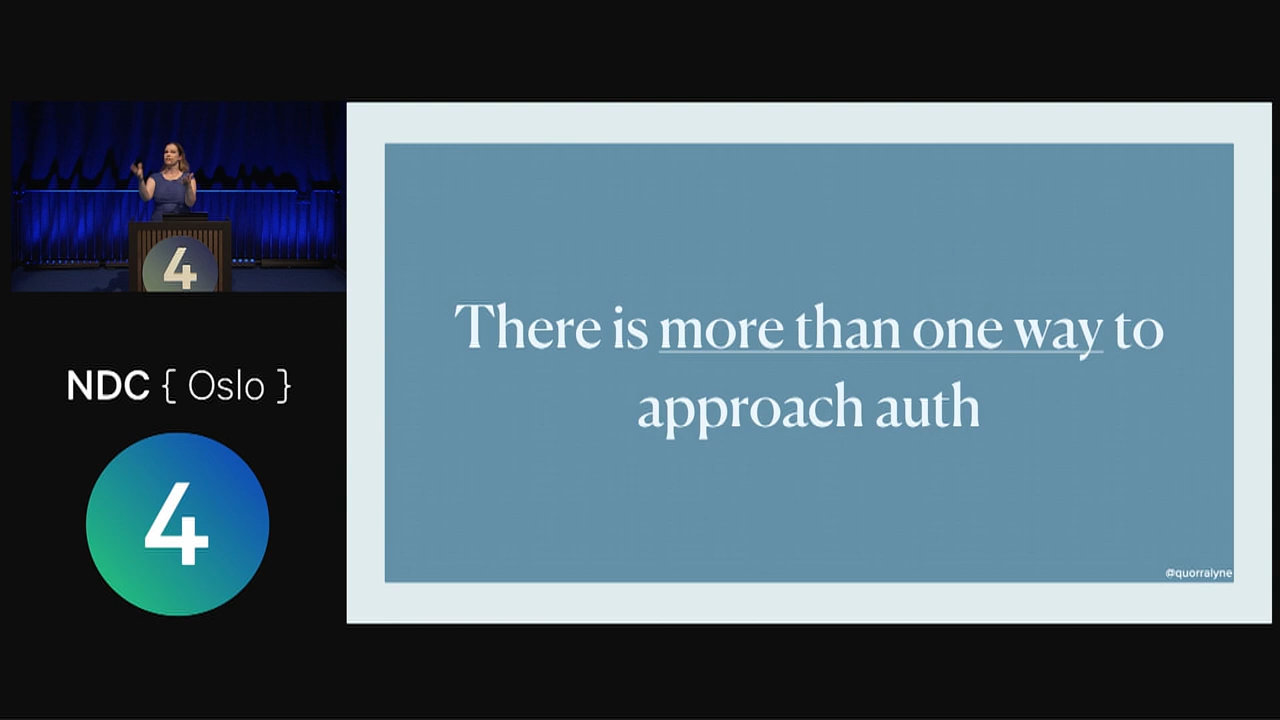 4
NDC { Oslo }
4
There is more than one way to
approach auth
@quorralyne